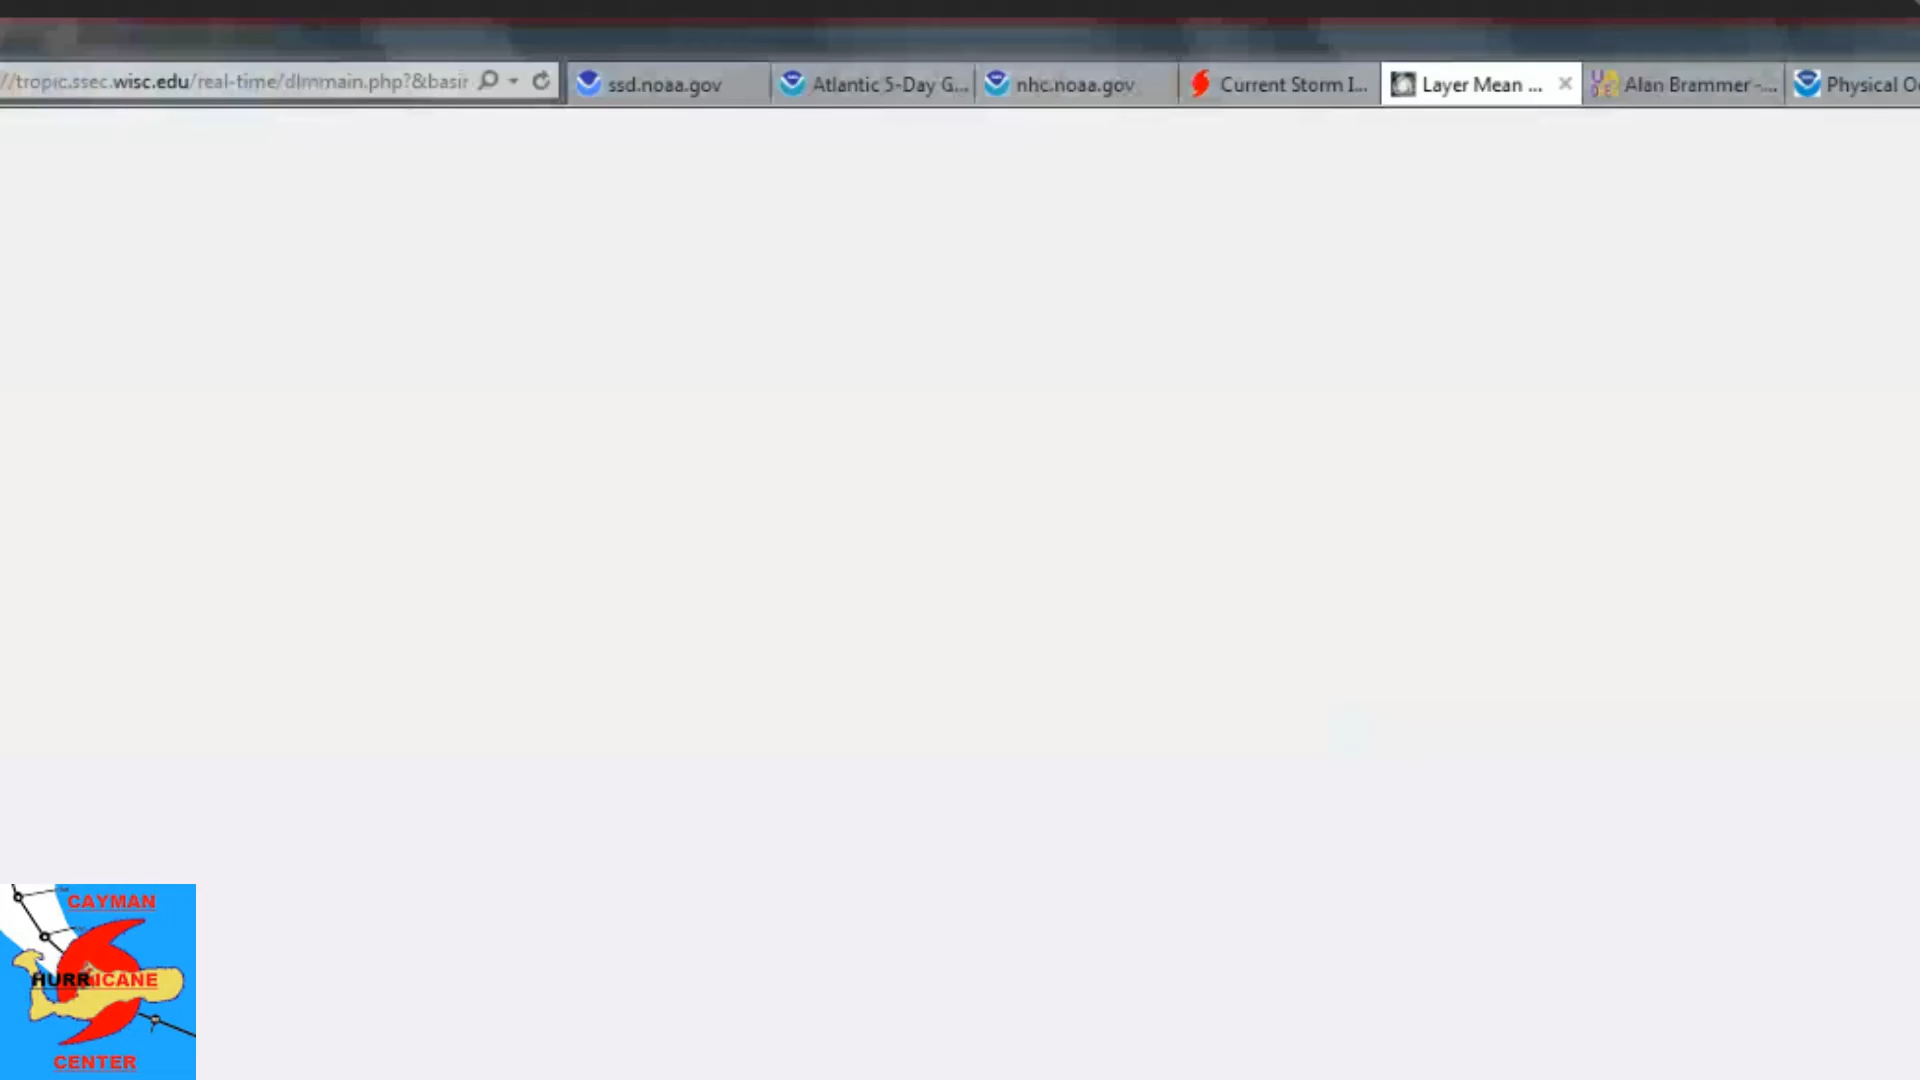 //tropic.ssec.wisc.edu/real-time/dlmmain.php?&basir
ssd.noaa.gov
Atlantic 5-Day G...
nhc.noaa.gov
Current Storm I...
Layer Mean ...
Alan Brammer -...
Physical O
CAYMAN
HURRICANE
CENTER